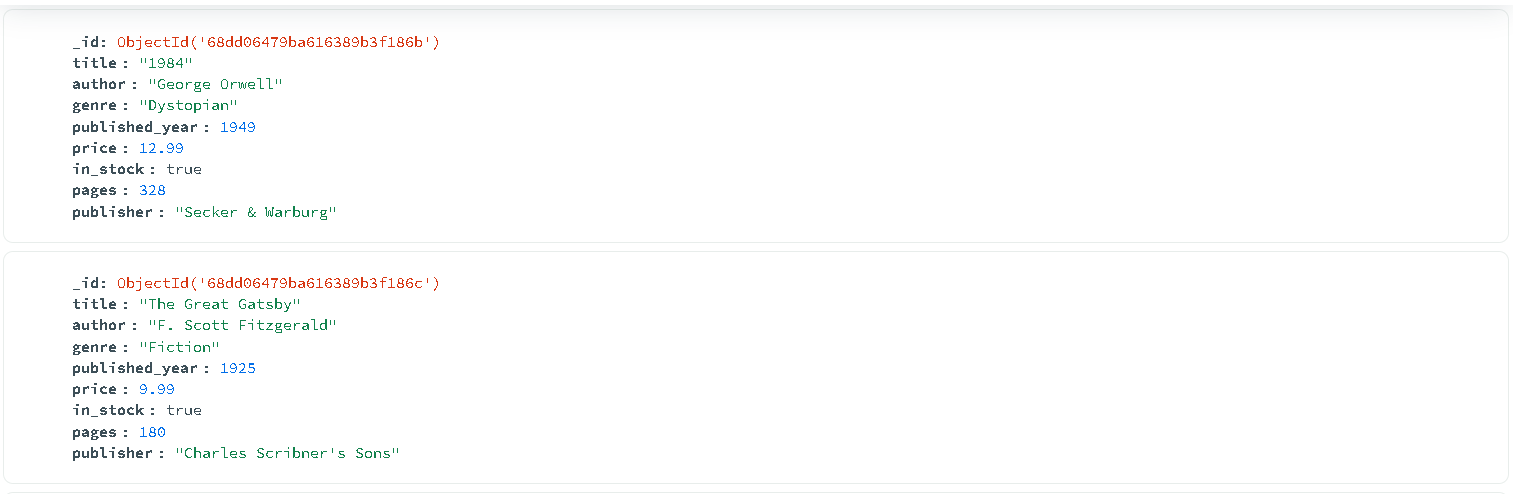 _id: ObjectId('68dd06479ba616389b3f186b')
title : "1984"
author : "George Orwell"
genre : "Dystopian"
published_year : 1949
price : 12.99
in_stock : true
pages : 328
publisher : "Secker & Warburg"
_id: ObjectId('68dd06479ba616389b3f186c')
title : "The Great Gatsby"
author : "F. Scott Fitzgerald"
genre : "Fiction"
published_year : 1925
price : 9.99
in_stock : true
pages : 180
publisher : "Charles Scribner's Sons"